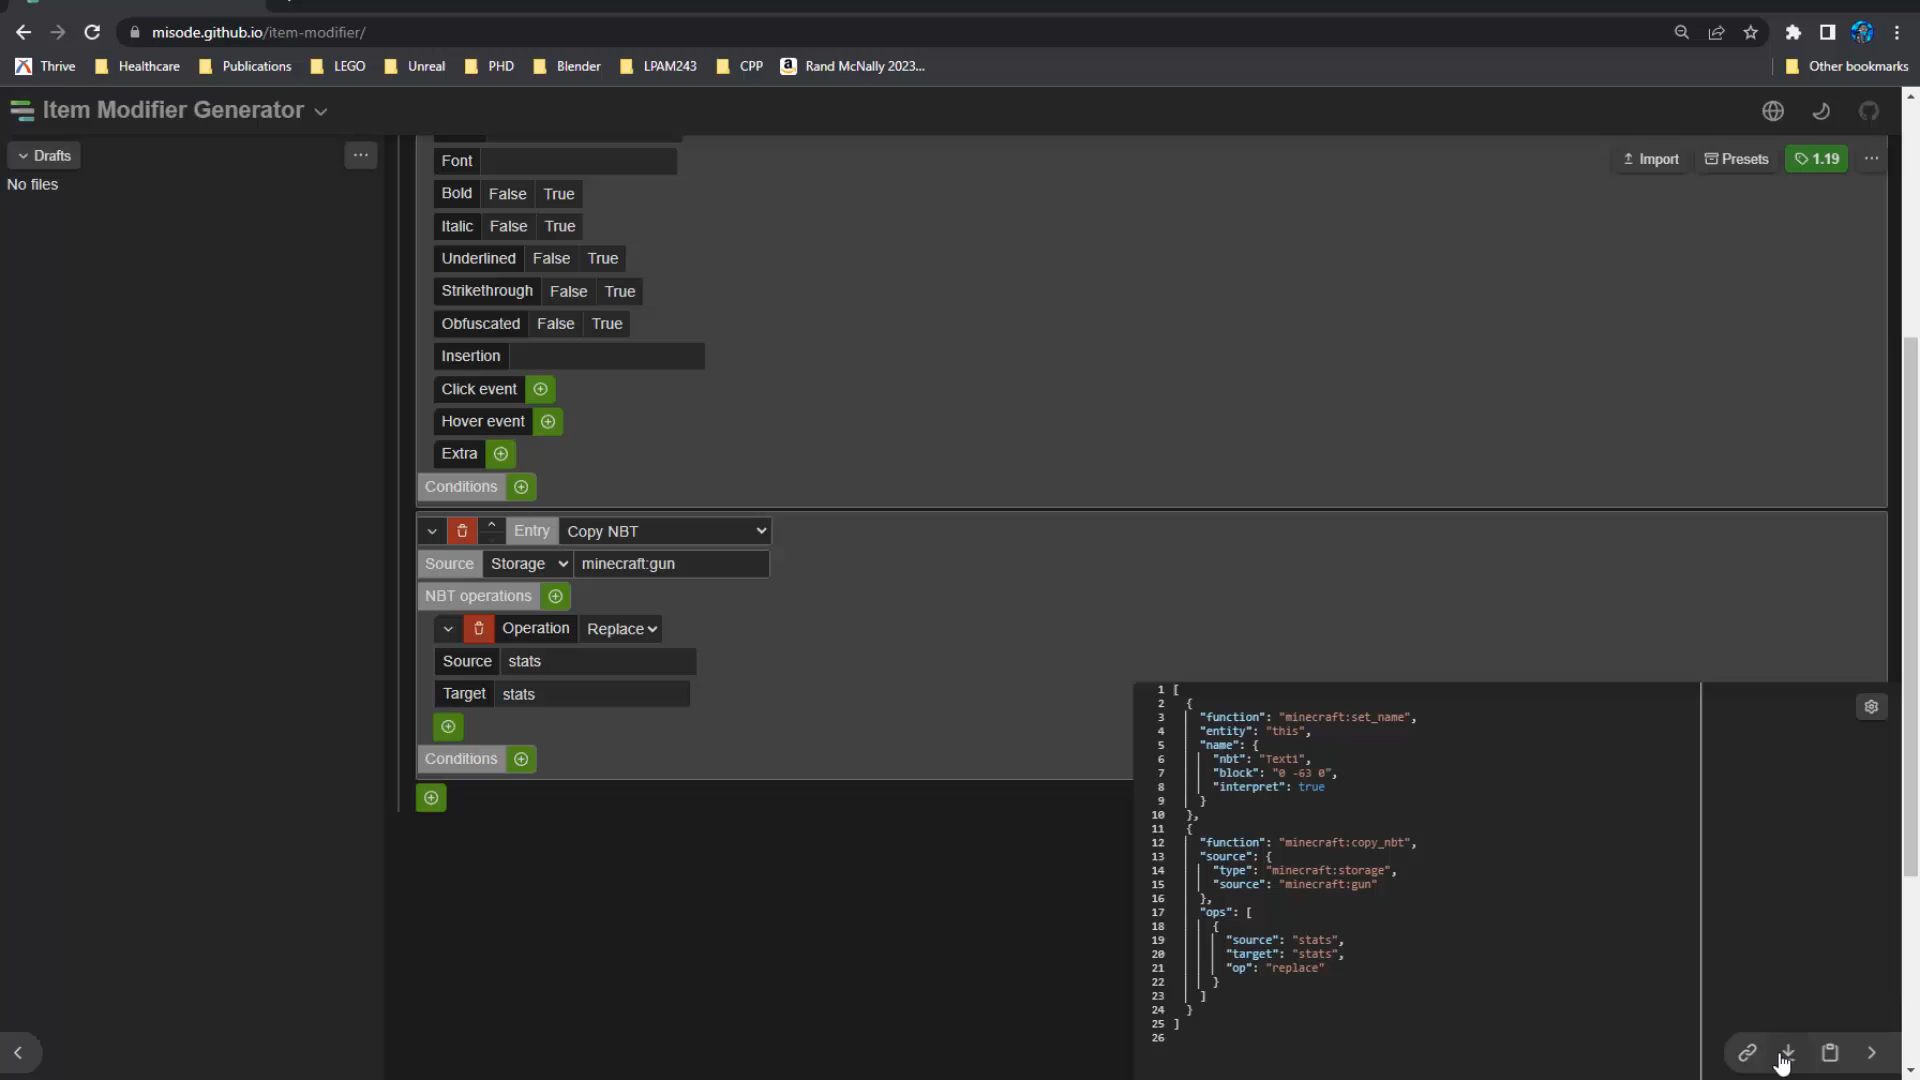 misode.github.io/item-modifier/
Thrive Healthcare Publications LEGO Unreal PHD Blender LPAM243 CPP Rand McNally 2023... Other bookmarks
Item Modifier Generator
Drafts
No files
Import Presets 1.19
Font
Bold False True
Italic False True
Underlined False True
Strikethrough False True
Obfuscated False True
Insertion
Click event
Hover event
Extra
Conditions
Entry Copy NBT
Source Storage minecraft:gun
NBT operations
Operation Replace
Source stats
Target stats
Conditions
1 [
2 {
3 "function": "minecraft:set_name",
4 "entity": "this",
5 "name": {
6 "nbt": "Text1",
7 "block": "0 -63 0",
8 "interpret": true
9 }
10 },
11 {
12 "function": "minecraft:copy_nbt",
13 "source": {
14 "type": "minecraft:storage",
15 "source": "minecraft:gun"
16 },
17 "ops": [
18 {
19 "source": "stats",
20 "target": "stats",
21 "op": "replace"
22 }
23 ]
24 }
25 ]
26